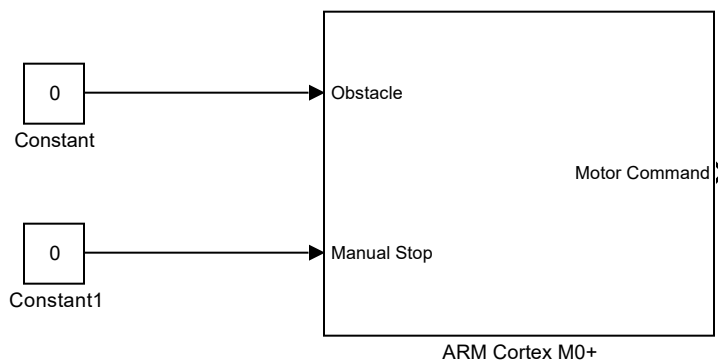 0
Obstacle
Constant
Motor Command
0
Manual Stop
Constant1
ARM Cortex M0+